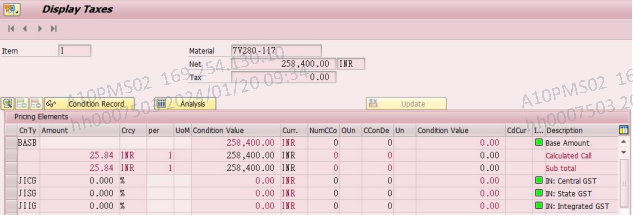 Display Taxes
Item 1 Material 7V280-117
Net 258,400.00 INR
Tax 0.00
A10PMS02 169.254.130.10
hh0007503 2024/01/20 09:34
Condition Record Analysis Update
A10PMS02 16
hh0007503 20
Pricing Elements
CnTy Amount Crcy per UoM Condition Value Curr. NumCCo OUn CConDe Un Condition Value CdCur I... Description
BASB 258,400.00 INR 0 0 0.00 Base Amount
25.84 INR 1 258,400.00 INR 0 0 0.00 Calculated Call
25.84 INR 1 258,400.00 INR 0 0 0.00 Sub total
JICG 0.000 % 0.00 INR 0 0 0.00 IN: Central GST
JISG 0.000 % 0.00 INR 0 0 0.00 IN: State GST
JIIG 0.000 % 0.00 INR 0 0 0.00 IN: Integrated GST